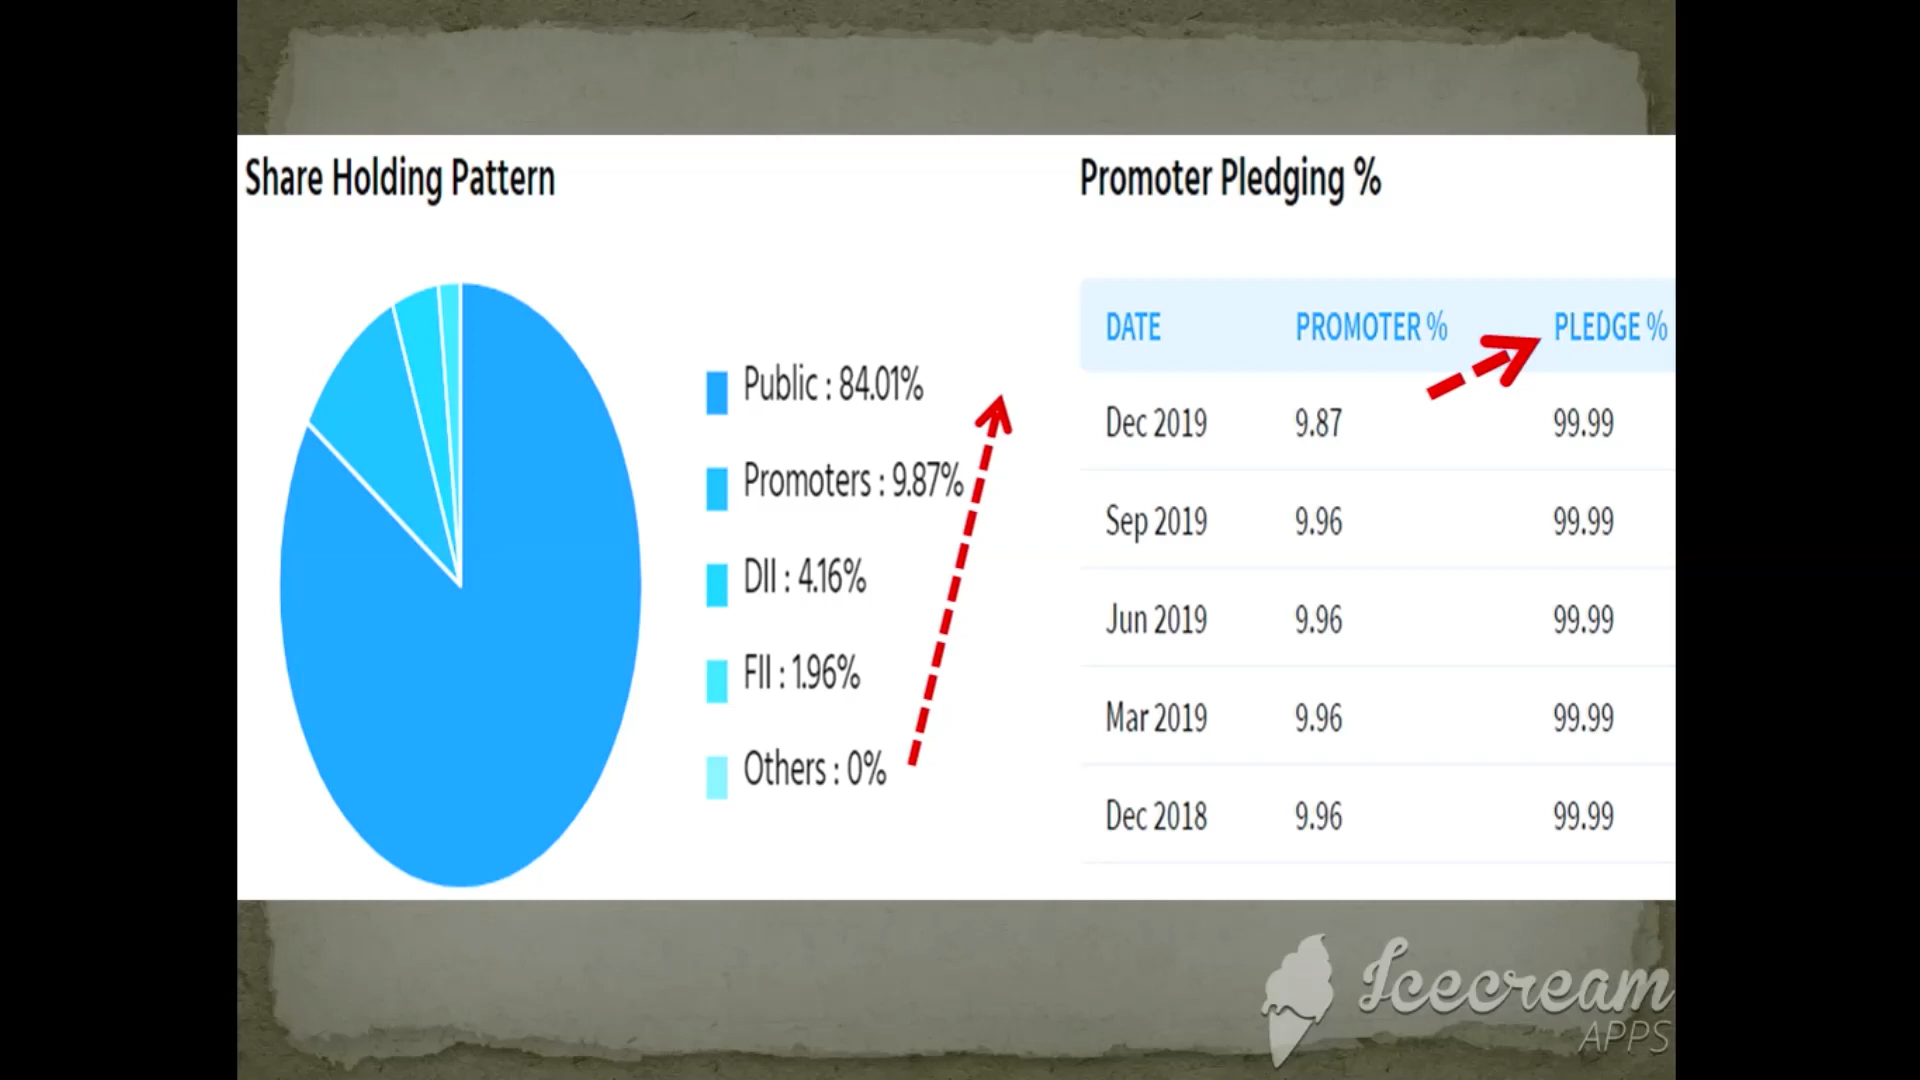 Share Holding Pattern
Public : 84.01%
Promoters : 9.87%
DII : 4.16%
FII : 1.96%
Others : 0%
Promoter Pledging %
DATE PROMOTER % PLEDGE %
Dec 2019 9.87 99.99
Sep 2019 9.96 99.99
Jun 2019 9.96 99.99
Mar 2019 9.96 99.99
Dec 2018 9.96 99.99
Icecream
APPS